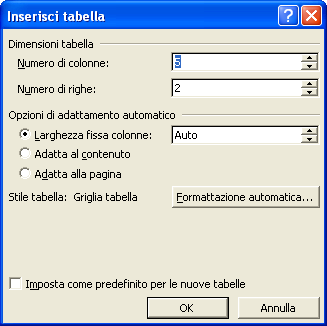 Inserisci tabella
Dimensioni tabella
Numero di colonne: 5
Numero di righe: 2
Opzioni di adattamento automatico
Larghezza fissa colonne: Auto
Adatta al contenuto
Adatta alla pagina
Stile tabella: Griglia tabella Formattazione automatica...
Imposta come predefinito per le nuove tabelle
OK Annulla